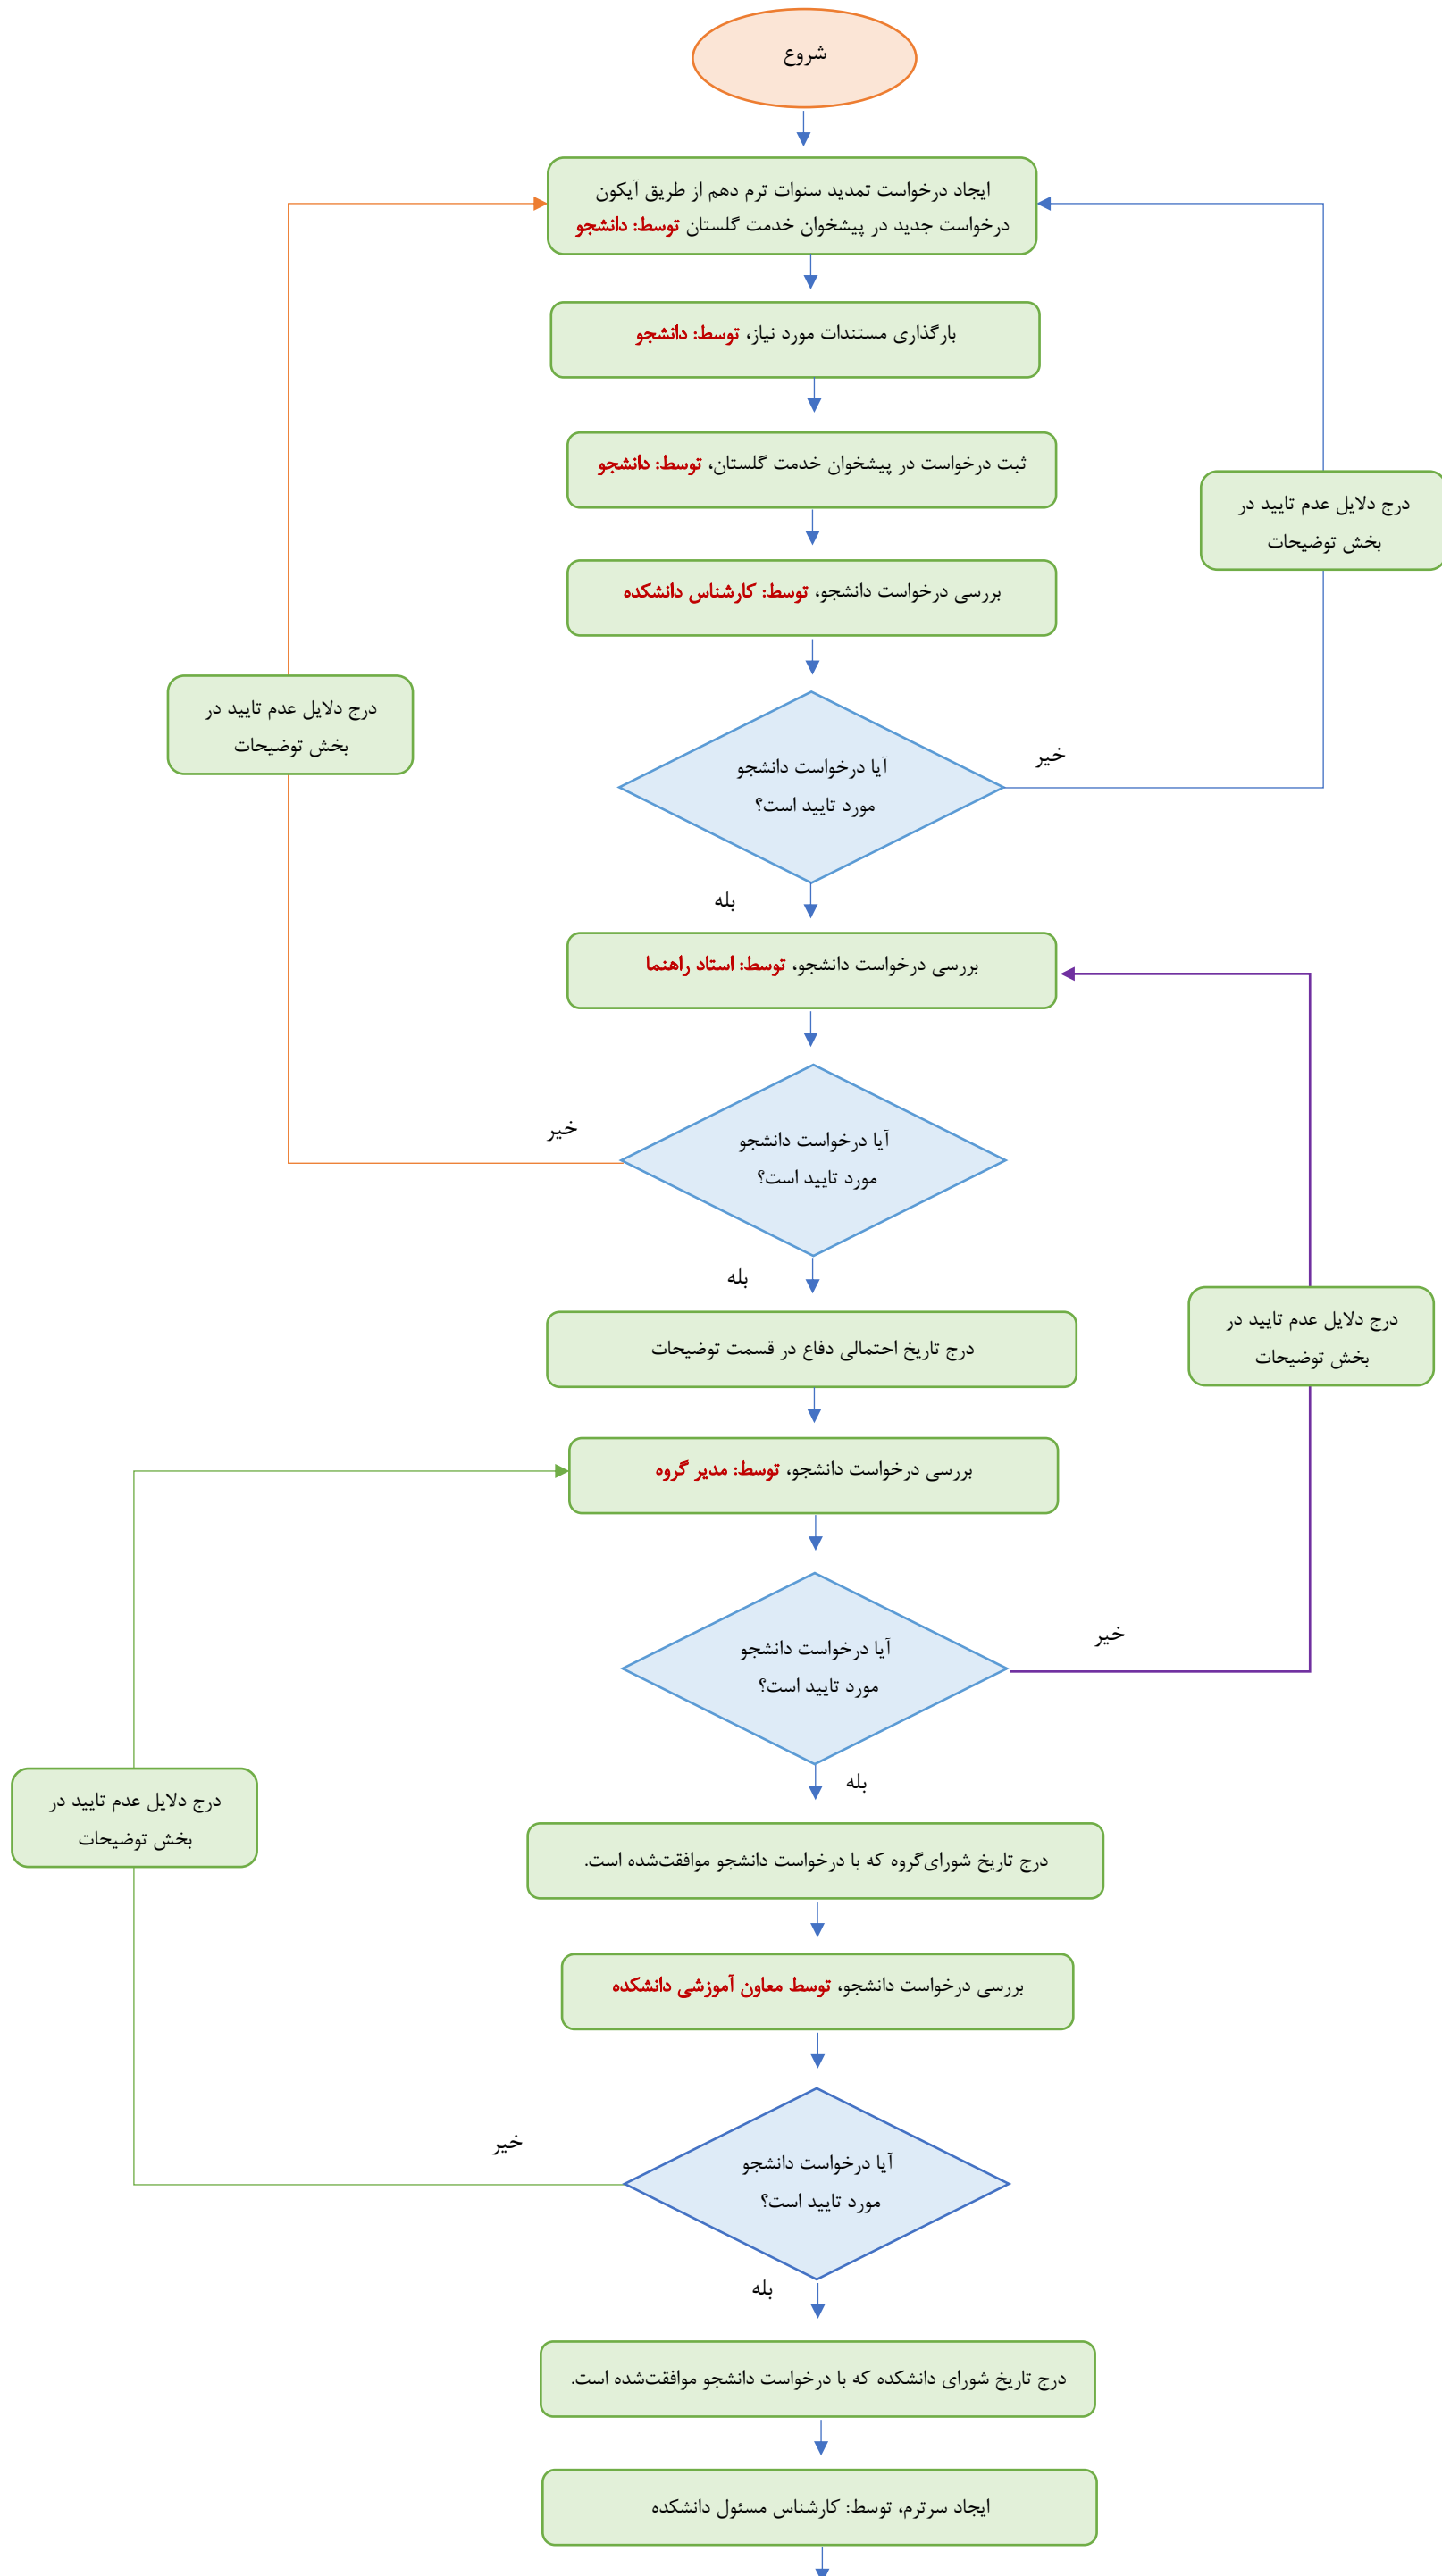 شروع
ایجاد درخواست تمدید سنوات ترم دهم از طریق آیکون
درخواست جدید در پیشخوان خدمت گلستان توسط: دانشجو
بارگذاری مستندات مورد نیاز، توسط: دانشجو
ثبت درخواست در پیشخوان خدمت گلستان، توسط: دانشجو
درج دلایل عدم تایید در
بخش توضیحات
بررسی درخواست دانشجو، توسط: کارشناس دانشکده
درج دلایل عدم تایید در
بخش توضیحات
آیا درخواست دانشجو
مورد تایید است؟
خیر
بله
بررسی درخواست دانشجو، توسط: استاد راهنما
خیر
آیا درخواست دانشجو
مورد تایید است؟
بله
درج تاریخ احتمالی دفاع در قسمت توضیحات
درج دلایل عدم تایید در
بخش توضیحات
بررسی درخواست دانشجو، توسط: مدیر گروه
آیا درخواست دانشجو
مورد تایید است؟
خیر
بله
درج دلایل عدم تایید در
بخش توضیحات
درج تاریخ شورای‌گروه که با درخواست دانشجو موافقت‌شده است.
بررسی درخواست دانشجو، توسط معاون آموزشی دانشکده
خیر
آیا درخواست دانشجو
مورد تایید است؟
بله
درج تاریخ شورای دانشکده که با درخواست دانشجو موافقت‌شده است.
ایجاد سرترم، توسط: کارشناس مسئول دانشکده